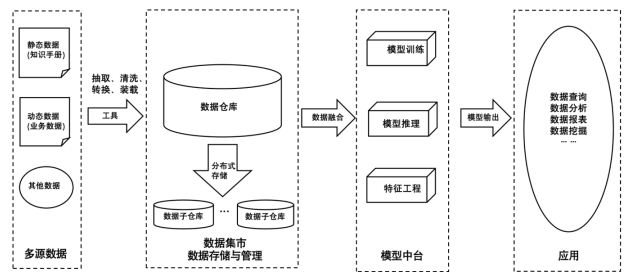 静态数据
(知识手册)
动态数据
(业务数据)
其他数据
多源数据
抽取、清洗、
转换、装载
工具
数据仓库
分布式
存储
数据子仓库
...
数据子仓库
数据集市
数据存储与管理
数据融合
模型训练
模型推理
特征工程
模型中台
模型输出
数据查询
数据分析
数据报表
数据挖掘
... ...
应用